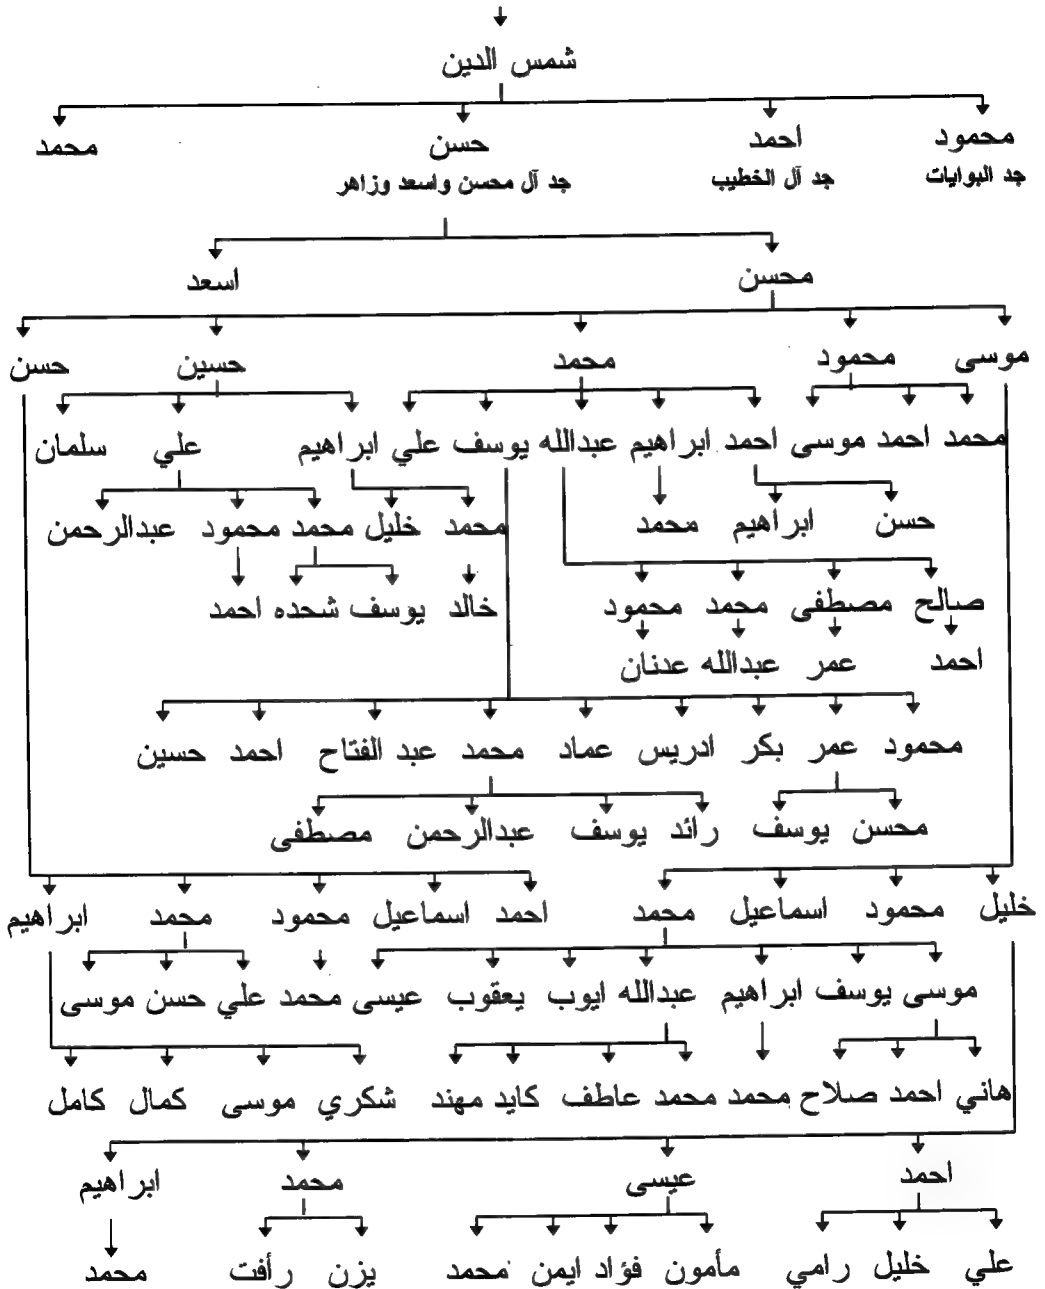 شمس الدين
محمود احمد حسن محمد
جد البوايات جد آل الخطيب جد آل محسن واسعد وزاهر
محسن اسعد
موسى محمود محمد حسين حسن
محمد احمد موسى احمد ابراهيم عبدالله يوسف علي ابراهيم علي سلمان
حسن ابراهيم محمد محمد خليل محمد محمود عبدالرحمن
صالح مصطفى محمد محمود خالد يوسف شحده احمد
احمد عمر عبدالله عدنان
محمود عمر بكر ادريس عماد محمد عبد الفتاح احمد حسين
محسن يوسف رائد يوسف عبدالرحمن مصطفى
خليل محمود اسماعيل محمد احمد اسماعيل محمود محمد ابراهيم
موسى يوسف ابراهيم عبدالله ايوب يعقوب عيسى محمد علي حسن موسى
هاني احمد صلاح محمد محمد عاطف كايد مهند شكري موسى كمال كامل
احمد عيسى محمد ابراهيم
علي خليل رامي مأمون فؤاد ايمن محمد يزن رأفت محمد